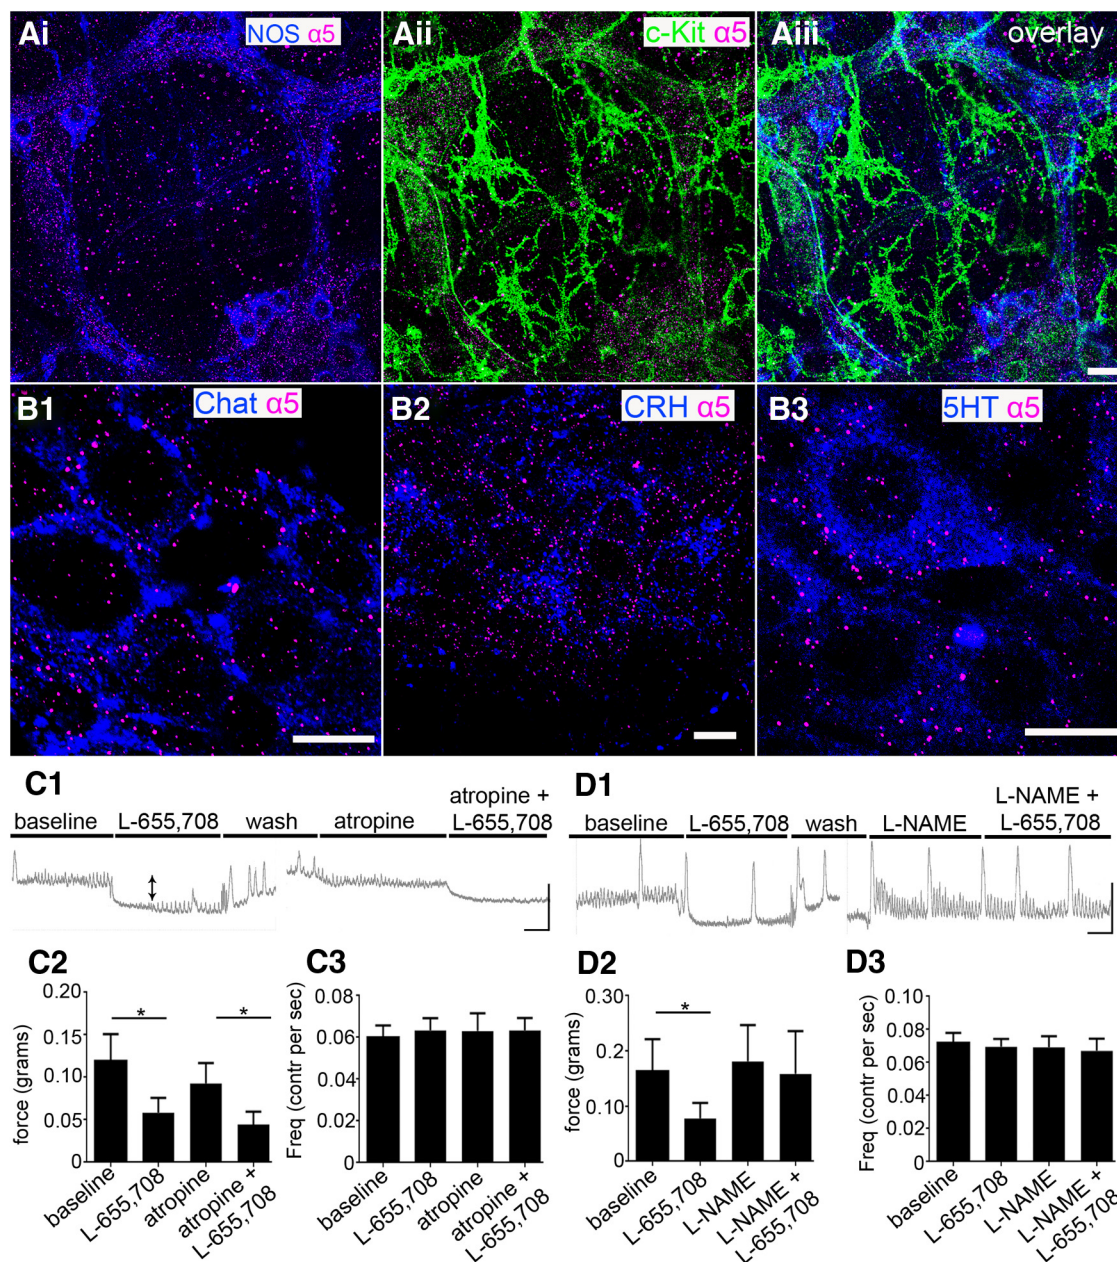 Ai
NOS α5
Aii
c-Kit α5
Aiii
overlay
B1
Chat α5
B2
CRH α5
B3
5HT α5
C1
baseline
L-655,708
wash
atropine
atropine +
L-655,708
D1
baseline
L-655,708
wash
L-NAME
L-NAME +
L-655,708
C2
force (grams)
0.20
0.15
0.10
0.05
0
*
*
baseline
L-655,708
atropine
atropine +
L-655,708
C3
Freq (contr per sec)
0.08
0.06
0.04
0.02
0
baseline
L-655,708
atropine
atropine +
L-655,708
D2
force (grams)
0.30
0.2
0.10
0
*
baseline
L-655,708
L-NAME
L-NAME +
L-655,708
D3
Freq (contr per sec)
0.10
0.08
0.06
0.04
0.02
0.00
baseline
L-655,708
L-NAME
L-NAME +
L-655,708